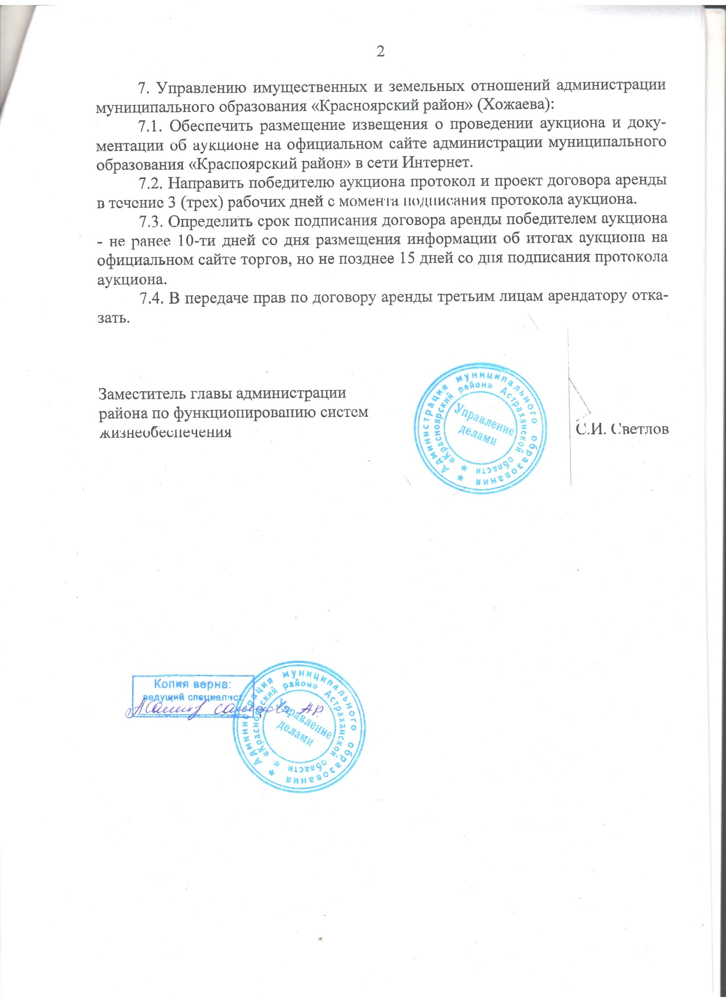 2
7. Управлению имущественных и земельных отношений администрации
муниципального образования «Красноярский район» (Хожаева):
7.1. Обеспечить размещение извещения о проведении аукциона и доку-
ментации об аукционе на официальном сайте администрации муниципального
образования «Красноярский район» в сети Интернет.
7.2. Направить победителю аукциона протокол и проект договора аренды
в течение 3 (трех) рабочих дней с момента подписания протокола аукциона.
7.3. Определить срок подписания договора аренды победителем аукциона
- не ранее 10-ти дней со дня размещения информации об итогах аукциона на
официальном сайте торгов, но не позднее 15 дней со дня подписания протокола
аукциона.
7.4. В передаче прав по договору аренды третьим лицам арендатору отка-
зать.
Заместитель главы администрации
района по функционированию систем
жизнеобеспечения
С.И. Светлов
* Администрация муниципального образования
* «Красноярский район» Астраханской области
Управление
делами
Копия верна:
ведущий специалист
* Администрация муниципального образования
* «Красноярский район» Астраханской области
Управление
делами